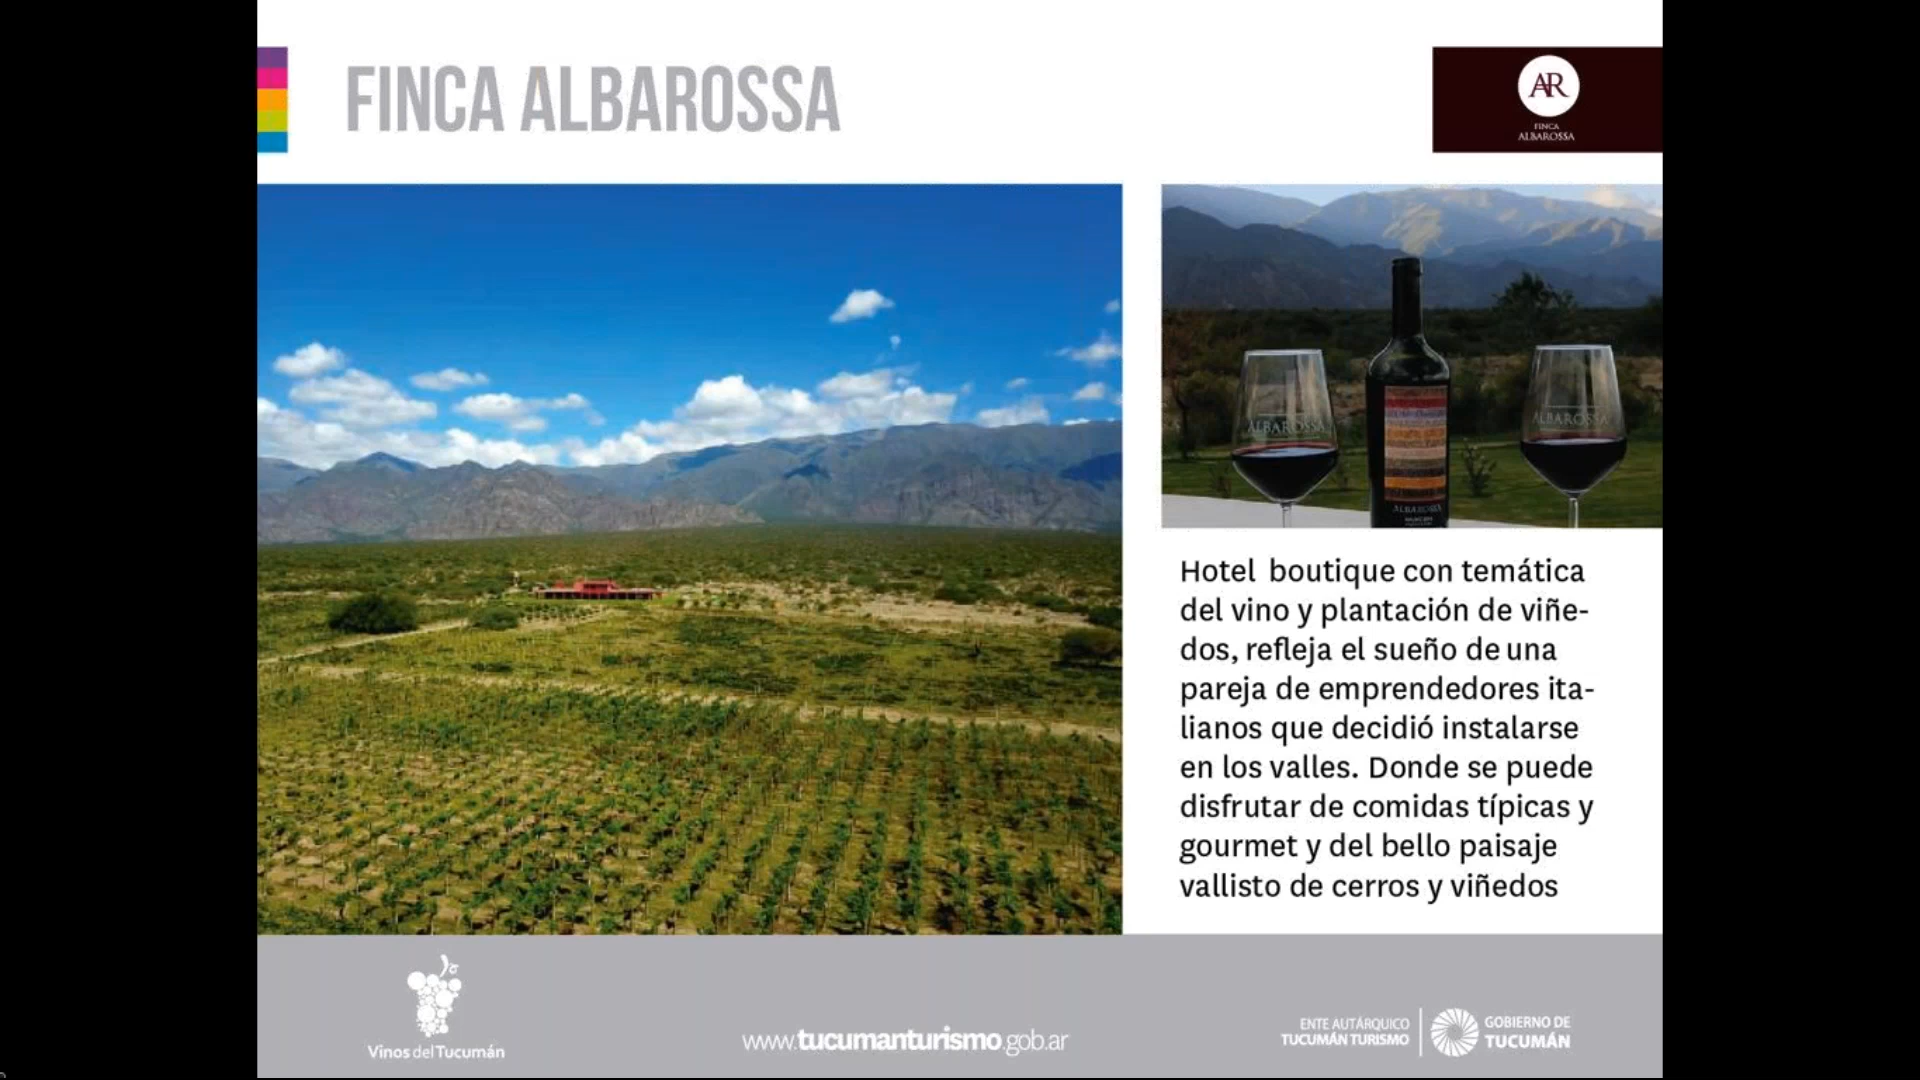 FINCA ALBAROSSA
AR
FINCA
ALBAROSSA
ALBAROSSA
ALBAROSSA
ALBAROSSA
Hotel boutique con temática
del vino y plantación de viñe-
dos, refleja el sueño de una
pareja de emprendedores ita-
lianos que decidió instalarse
en los valles. Donde se puede
disfrutar de comidas típicas y
gourmet y del bello paisaje
vallisto de cerros y viñedos
Vinos del Tucumán
www.tucumanturismo.gob.ar
ENTE AUTÁRQUICO
TUCUMÁN TURISMO
GOBIERNO DE
TUCUMÁN